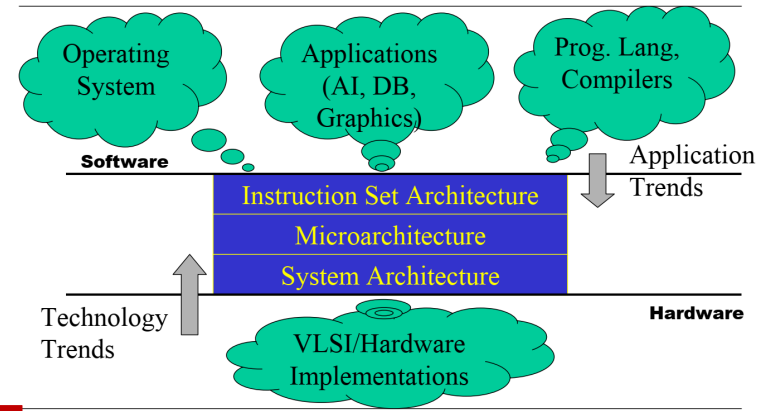 Operating
System
Applications
(AI, DB,
Graphics)
Prog. Lang,
Compilers
Software
Application
Trends
Instruction Set Architecture
Microarchitecture
System Architecture
Technology
Trends
Hardware
VLSI/Hardware
Implementations